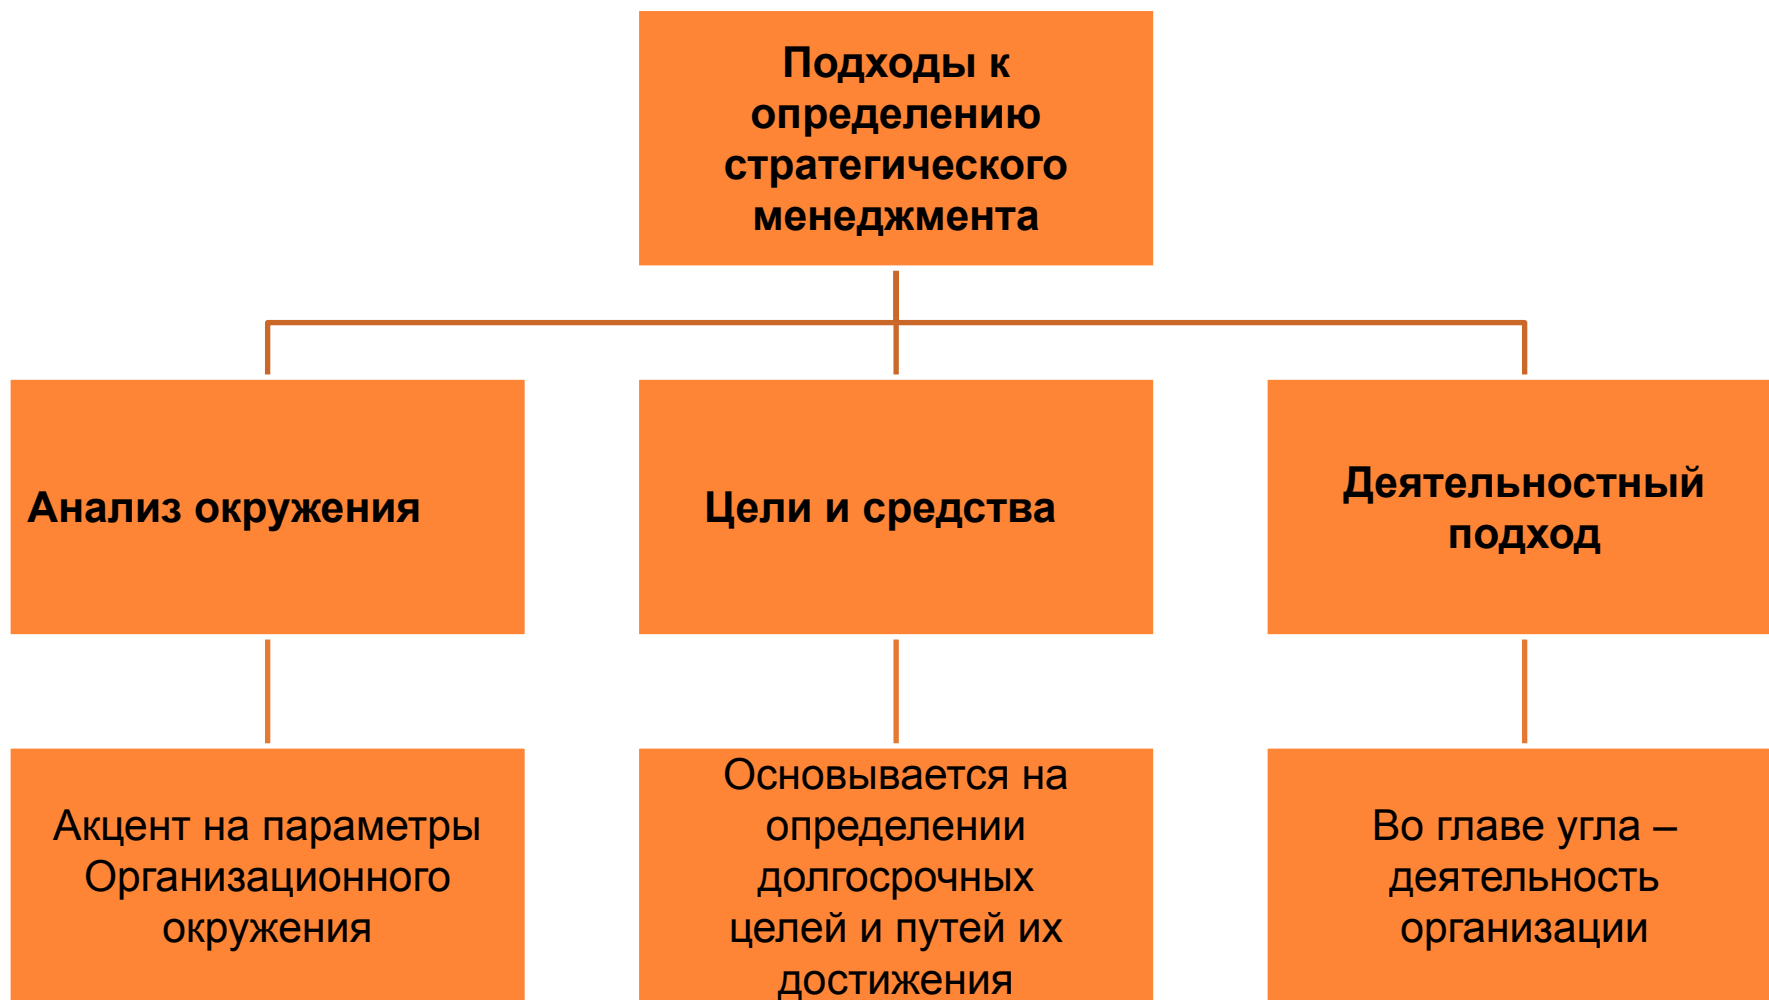 Подходы к
определению
стратегического
менеджмента
Анализ окружения
Цели и средства
Деятельностный
подход
Акцент на параметры
Организационного
окружения
Основывается на
определении
долгосрочных
целей и путей их
достижения
Во главе угла –
деятельность
организации